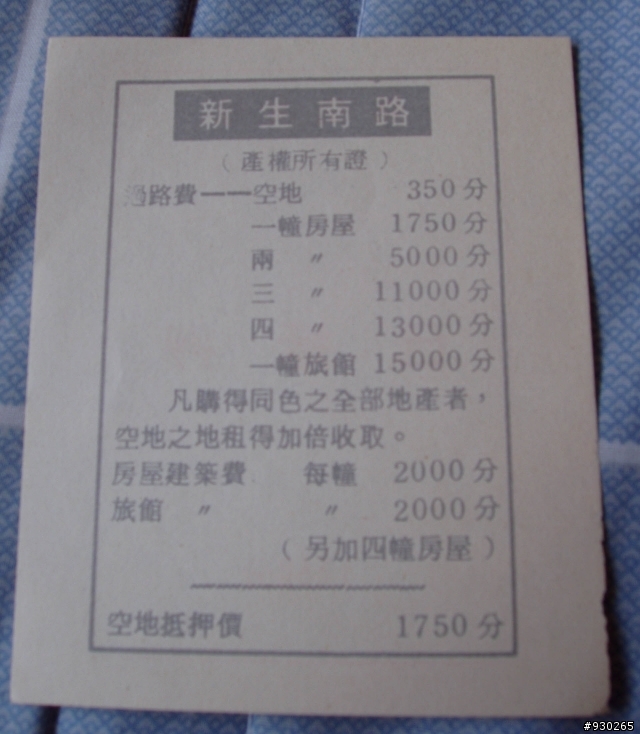 新生南路
（產權所有證）
過路費——空地 350分
一幢房屋 1750分
兩 〃 5000分
三 〃 11000分
四 〃 13000分
一幢旅館 15000分
凡購得同色之全部地產者，
空地之地租得加倍收取。
房屋建築費 每幢 2000分
旅館 〃 〃 2000分
（另加四幢房屋）
空地抵押價 1750分
#930265